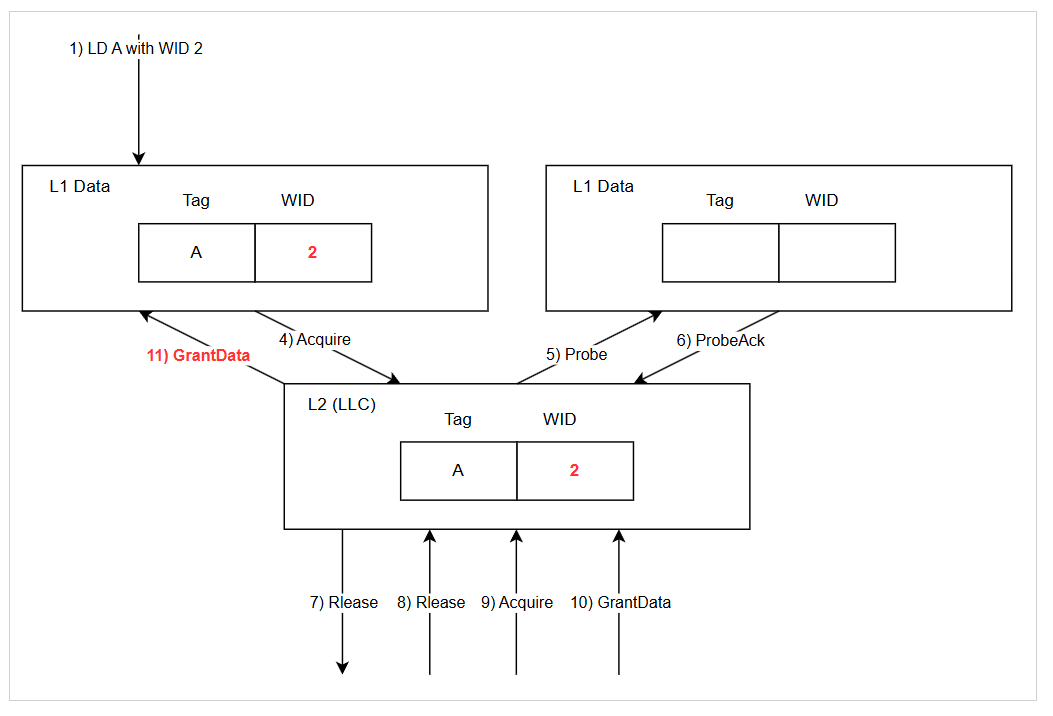 1) LD A with WID 2
L1 Data
Tag WID
A 2
L1 Data
Tag WID
4) Acquire
11) GrantData
5) Probe
6) ProbeAck
L2 (LLC)
Tag WID
A 2
7) Rlease 8) Rlease 9) Acquire 10) GrantData